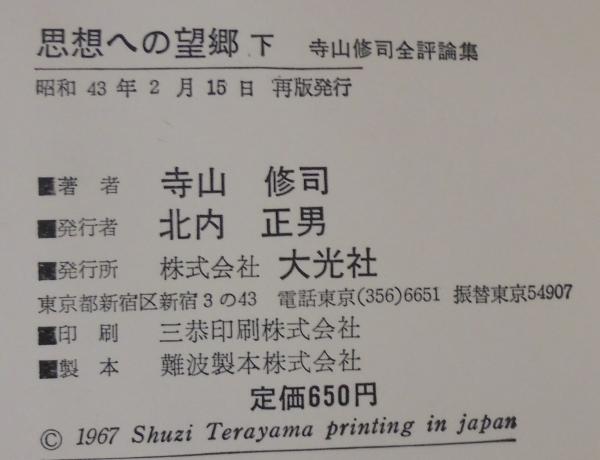 思想への望郷 下　寺山修司全評論集
昭和 43 年 2 月 15 日 再版発行
■著　者　寺山　修司
■発行者　北内　正男
■発行所　株式会社 大光社
東京都新宿区新宿3の43　電話東京(356)6651 振替東京54907
■印　刷　三恭印刷株式会社
■製　本　難波製本株式会社
定価650円
© 1967 Shuzi Terayama printing in japan